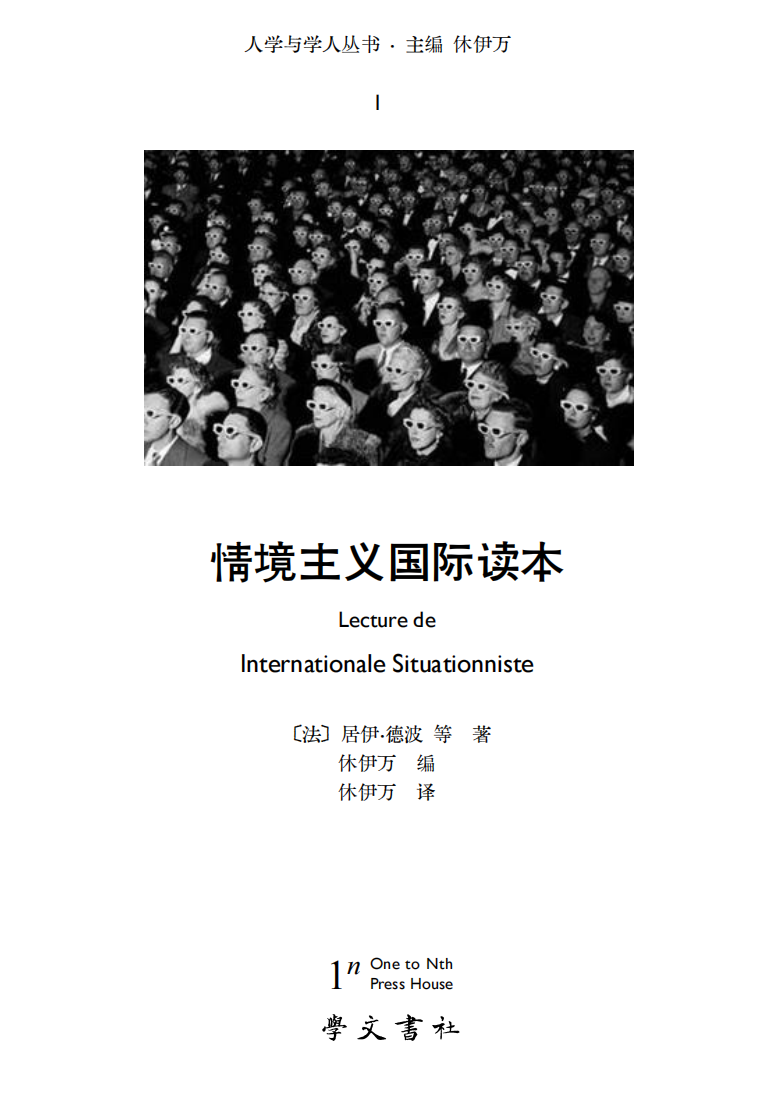 人学与学人丛书 · 主编 休伊万
I
情境主义国际读本
Lecture de
Internationale Situationniste
〔法〕居伊·德波 等 著
休伊万 编
休伊万 译
1n One to Nth
Press House
學文書社